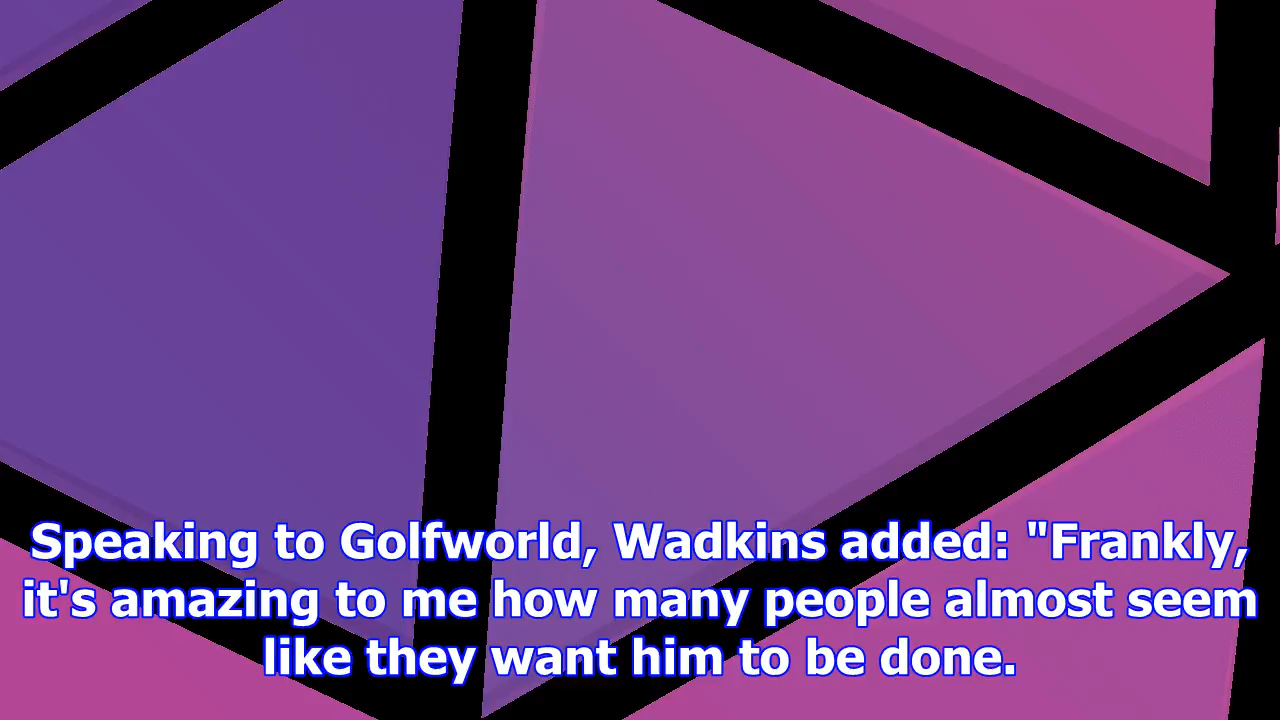 Speaking to Golfworld, Wadkins added: "Frankly,
it's amazing to me how many people almost seem
like they want him to be done.